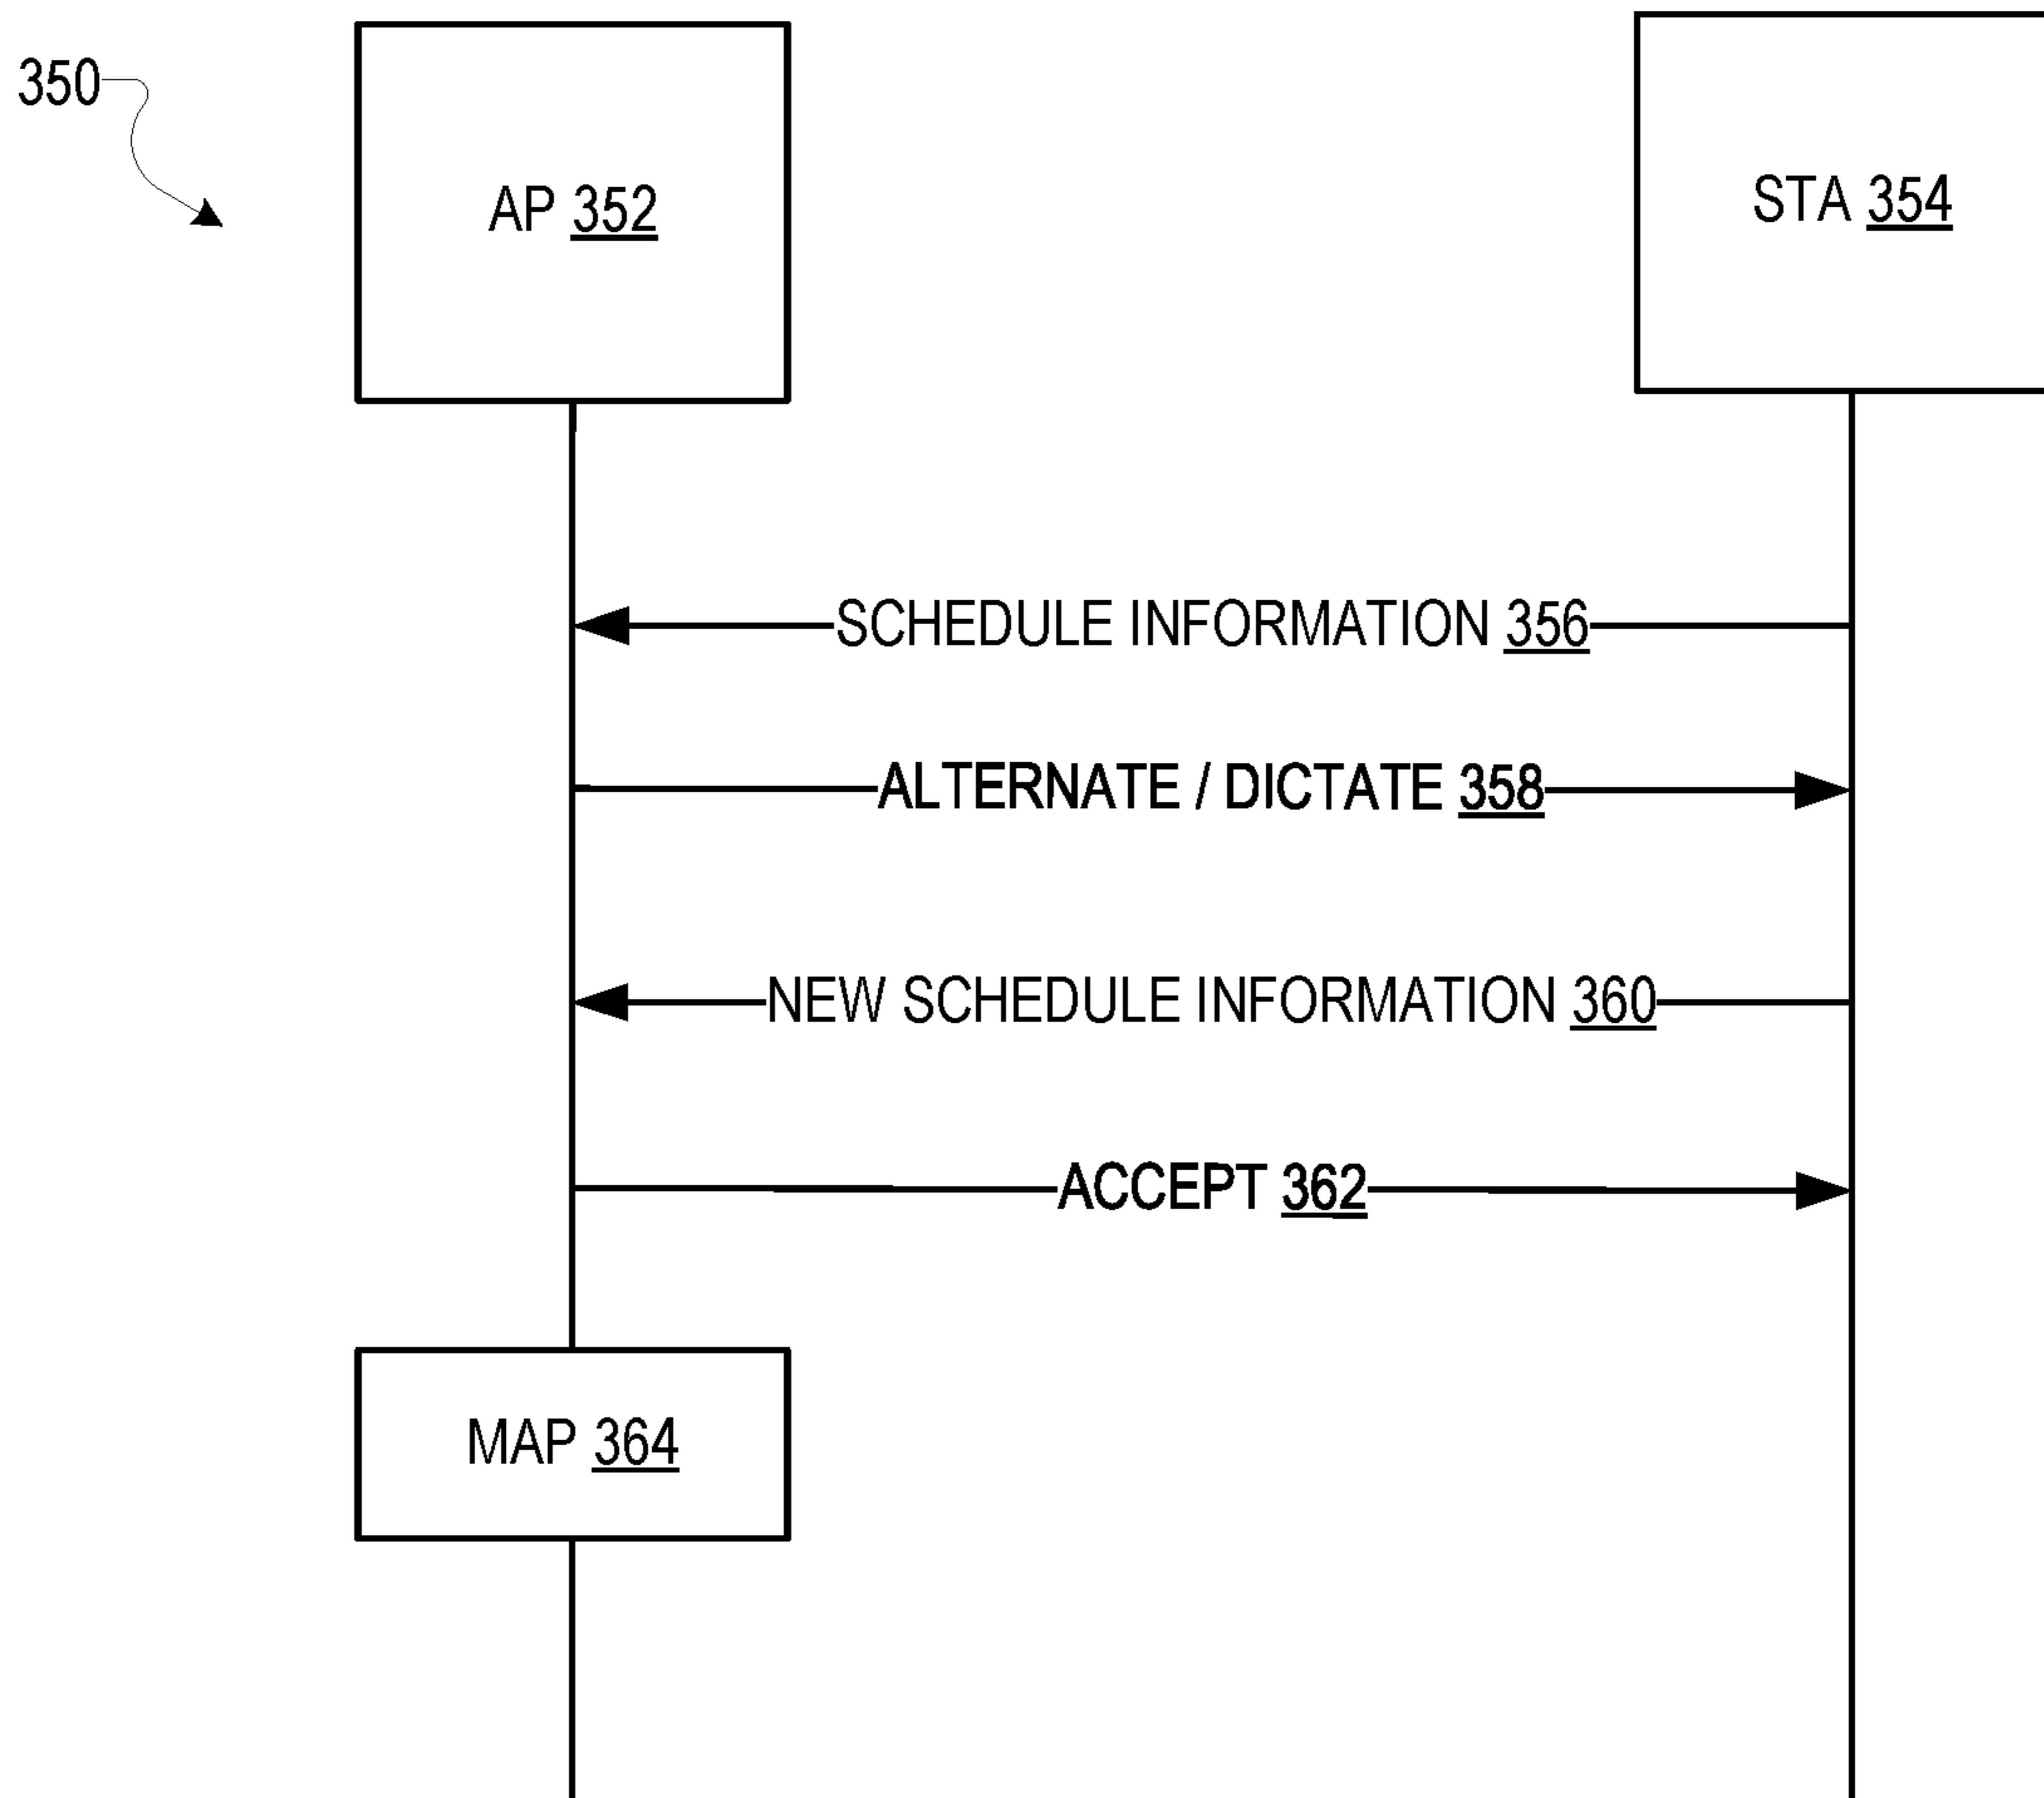 350
AP 352
STA 354
SCHEDULE INFORMATION 356
ALTERNATE / DICTATE 358
NEW SCHEDULE INFORMATION 360
ACCEPT 362
MAP 364